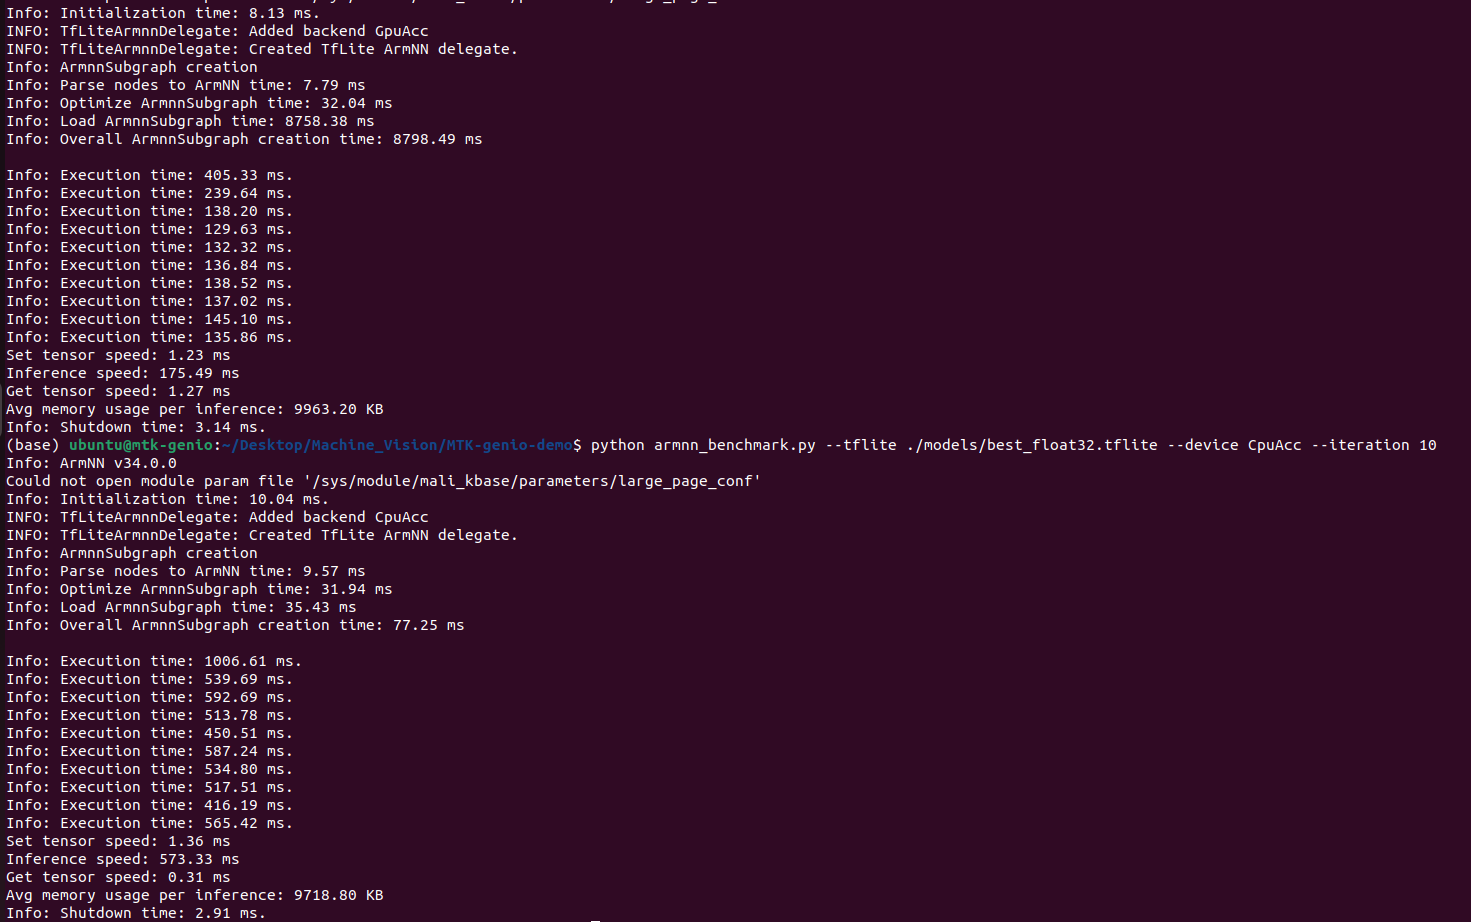 Info: Initialization time: 8.13 ms.
INFO: TfLiteArmnnDelegate: Added backend GpuAcc
INFO: TfLiteArmnnDelegate: Created TfLite ArmNN delegate.
Info: ArmnnSubgraph creation
Info: Parse nodes to ArmNN time: 7.79 ms
Info: Optimize ArmnnSubgraph time: 32.04 ms
Info: Load ArmnnSubgraph time: 8758.38 ms
Info: Overall ArmnnSubgraph creation time: 8798.49 ms
Info: Execution time: 405.33 ms.
Info: Execution time: 239.64 ms.
Info: Execution time: 138.20 ms.
Info: Execution time: 129.63 ms.
Info: Execution time: 132.32 ms.
Info: Execution time: 136.84 ms.
Info: Execution time: 138.52 ms.
Info: Execution time: 137.02 ms.
Info: Execution time: 145.10 ms.
Info: Execution time: 135.86 ms.
Set tensor speed: 1.23 ms
Inference speed: 175.49 ms
Get tensor speed: 1.27 ms
Avg memory usage per inference: 9963.20 KB
Info: Shutdown time: 3.14 ms.
(base) ubuntu@mtk-genio:~/Desktop/Machine_Vision/MTK-genio-demo$ python armnn_benchmark.py --tflite ./models/best_float32.tflite --device CpuAcc --iteration 10
Info: ArmNN v34.0.0
Could not open module param file '/sys/module/mali_kbase/parameters/large_page_conf'
Info: Initialization time: 10.04 ms.
INFO: TfLiteArmnnDelegate: Added backend CpuAcc
INFO: TfLiteArmnnDelegate: Created TfLite ArmNN delegate.
Info: ArmnnSubgraph creation
Info: Parse nodes to ArmNN time: 9.57 ms
Info: Optimize ArmnnSubgraph time: 31.94 ms
Info: Load ArmnnSubgraph time: 35.43 ms
Info: Overall ArmnnSubgraph creation time: 77.25 ms
Info: Execution time: 1006.61 ms.
Info: Execution time: 539.69 ms.
Info: Execution time: 592.69 ms.
Info: Execution time: 513.78 ms.
Info: Execution time: 450.51 ms.
Info: Execution time: 587.24 ms.
Info: Execution time: 534.80 ms.
Info: Execution time: 517.51 ms.
Info: Execution time: 416.19 ms.
Info: Execution time: 565.42 ms.
Set tensor speed: 1.36 ms
Inference speed: 573.33 ms
Get tensor speed: 0.31 ms
Avg memory usage per inference: 9718.80 KB
Info: Shutdown time: 2.91 ms.